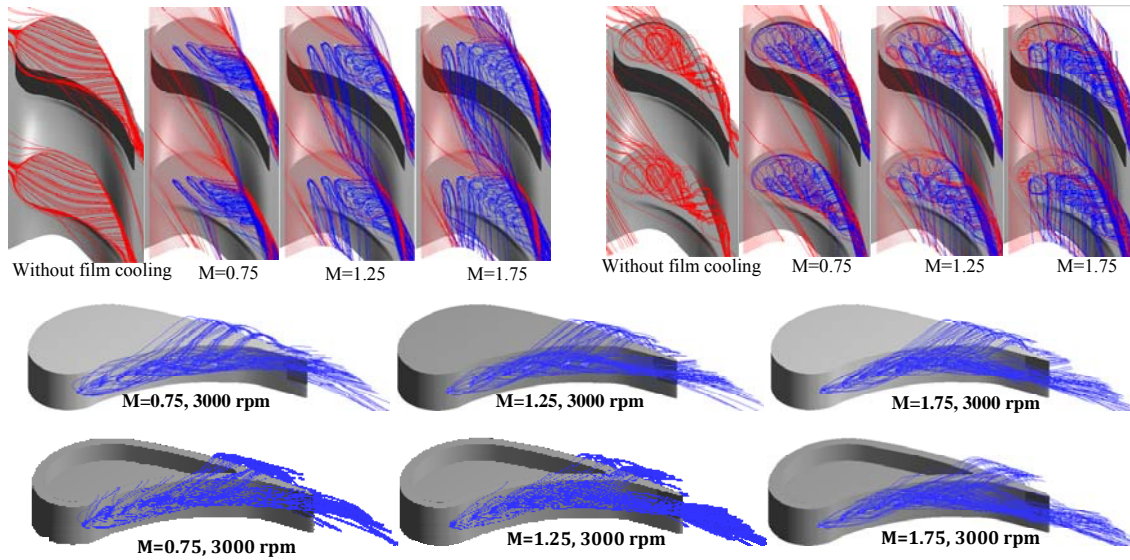 Without film cooling
M=0.75
M=1.25
M=1.75
Without film cooling
M=0.75
M=1.25
M=1.75
M=0.75, 3000 rpm
M=1.25, 3000 rpm
M=1.75, 3000 rpm
M=0.75, 3000 rpm
M=1.25, 3000 rpm
M=1.75, 3000 rpm